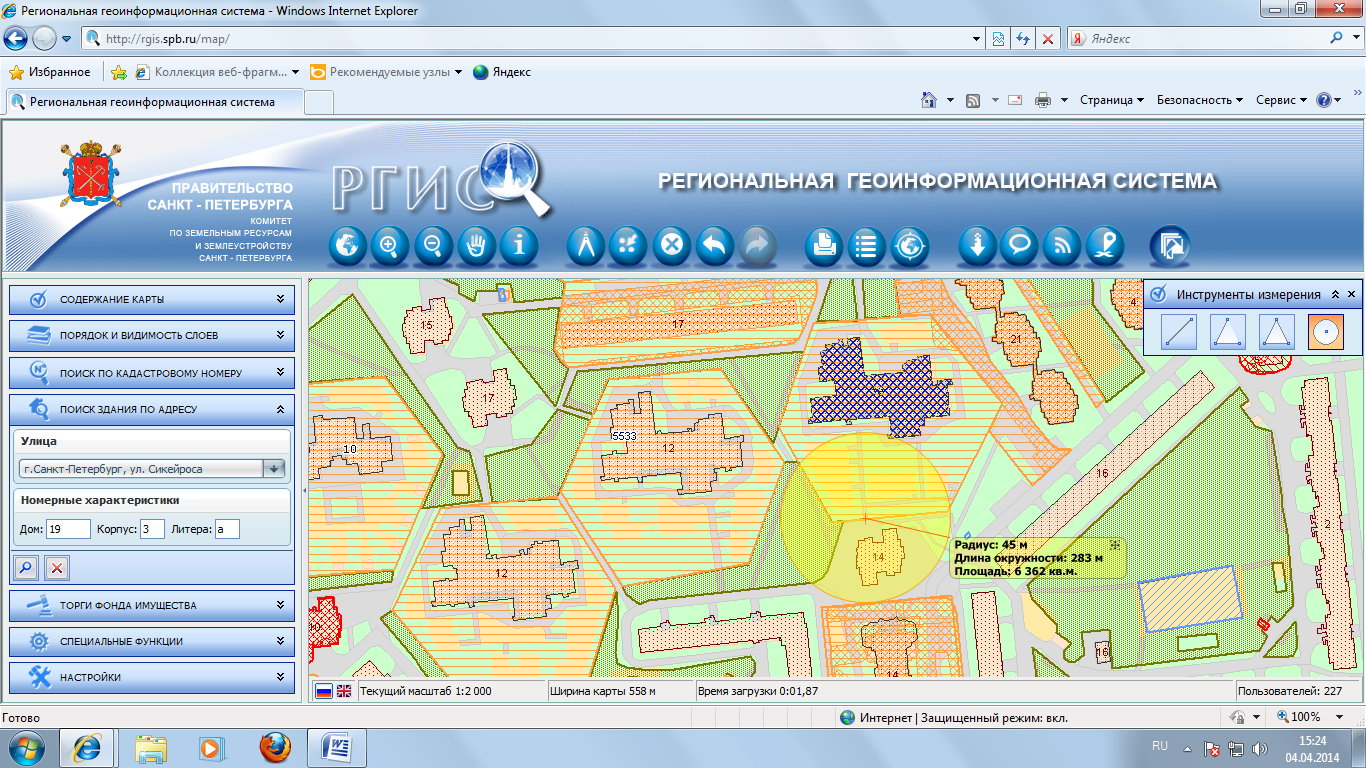 Региональная геоинформационная система - Windows Internet Explorer
http://rgis.spb.ru/map/
Яндекс
Избранное
Коллекция веб-фрагм...
Рекомендуемые узлы
Яндекс
Региональная геоинформационная система
Страница
Безопасность
Сервис
ПРАВИТЕЛЬСТВО
САНКТ - ПЕТЕРБУРГА
КОМИТЕТ
ПО ЗЕМЕЛЬНЫМ РЕСУРСАМ
И ЗЕМЛЕУСТРОЙСТВУ
САНКТ - ПЕТЕРБУРГА
РГИС
РЕГИОНАЛЬНАЯ ГЕОИНФОРМАЦИОННАЯ СИСТЕМА
СОДЕРЖАНИЕ КАРТЫ
ПОРЯДОК И ВИДИМОСТЬ СЛОЕВ
ПОИСК ПО КАДАСТРОВОМУ НОМЕРУ
ПОИСК ЗДАНИЯ ПО АДРЕСУ
Улица
г.Санкт-Петербург, ул. Сикейроса
Номерные характеристики
Дом: 19 Корпус: 3 Литера: а
ТОРГИ ФОНДА ИМУЩЕСТВА
СПЕЦИАЛЬНЫЕ ФУНКЦИИ
НАСТРОЙКИ
Инструменты измерения
15
17
21
4
17
10
5533
12
16
2
14
12
16
14
Радиус: 45 м
Длина окружности: 283 м
Площадь: 6 362 кв.м.
Текущий масштаб 1:2 000
Ширина карты 558 м
Время загрузки 0:01,87
Пользователей: 227
Готово
Интернет | Защищенный режим: вкл.
100%
RU
15:24
04.04.2014